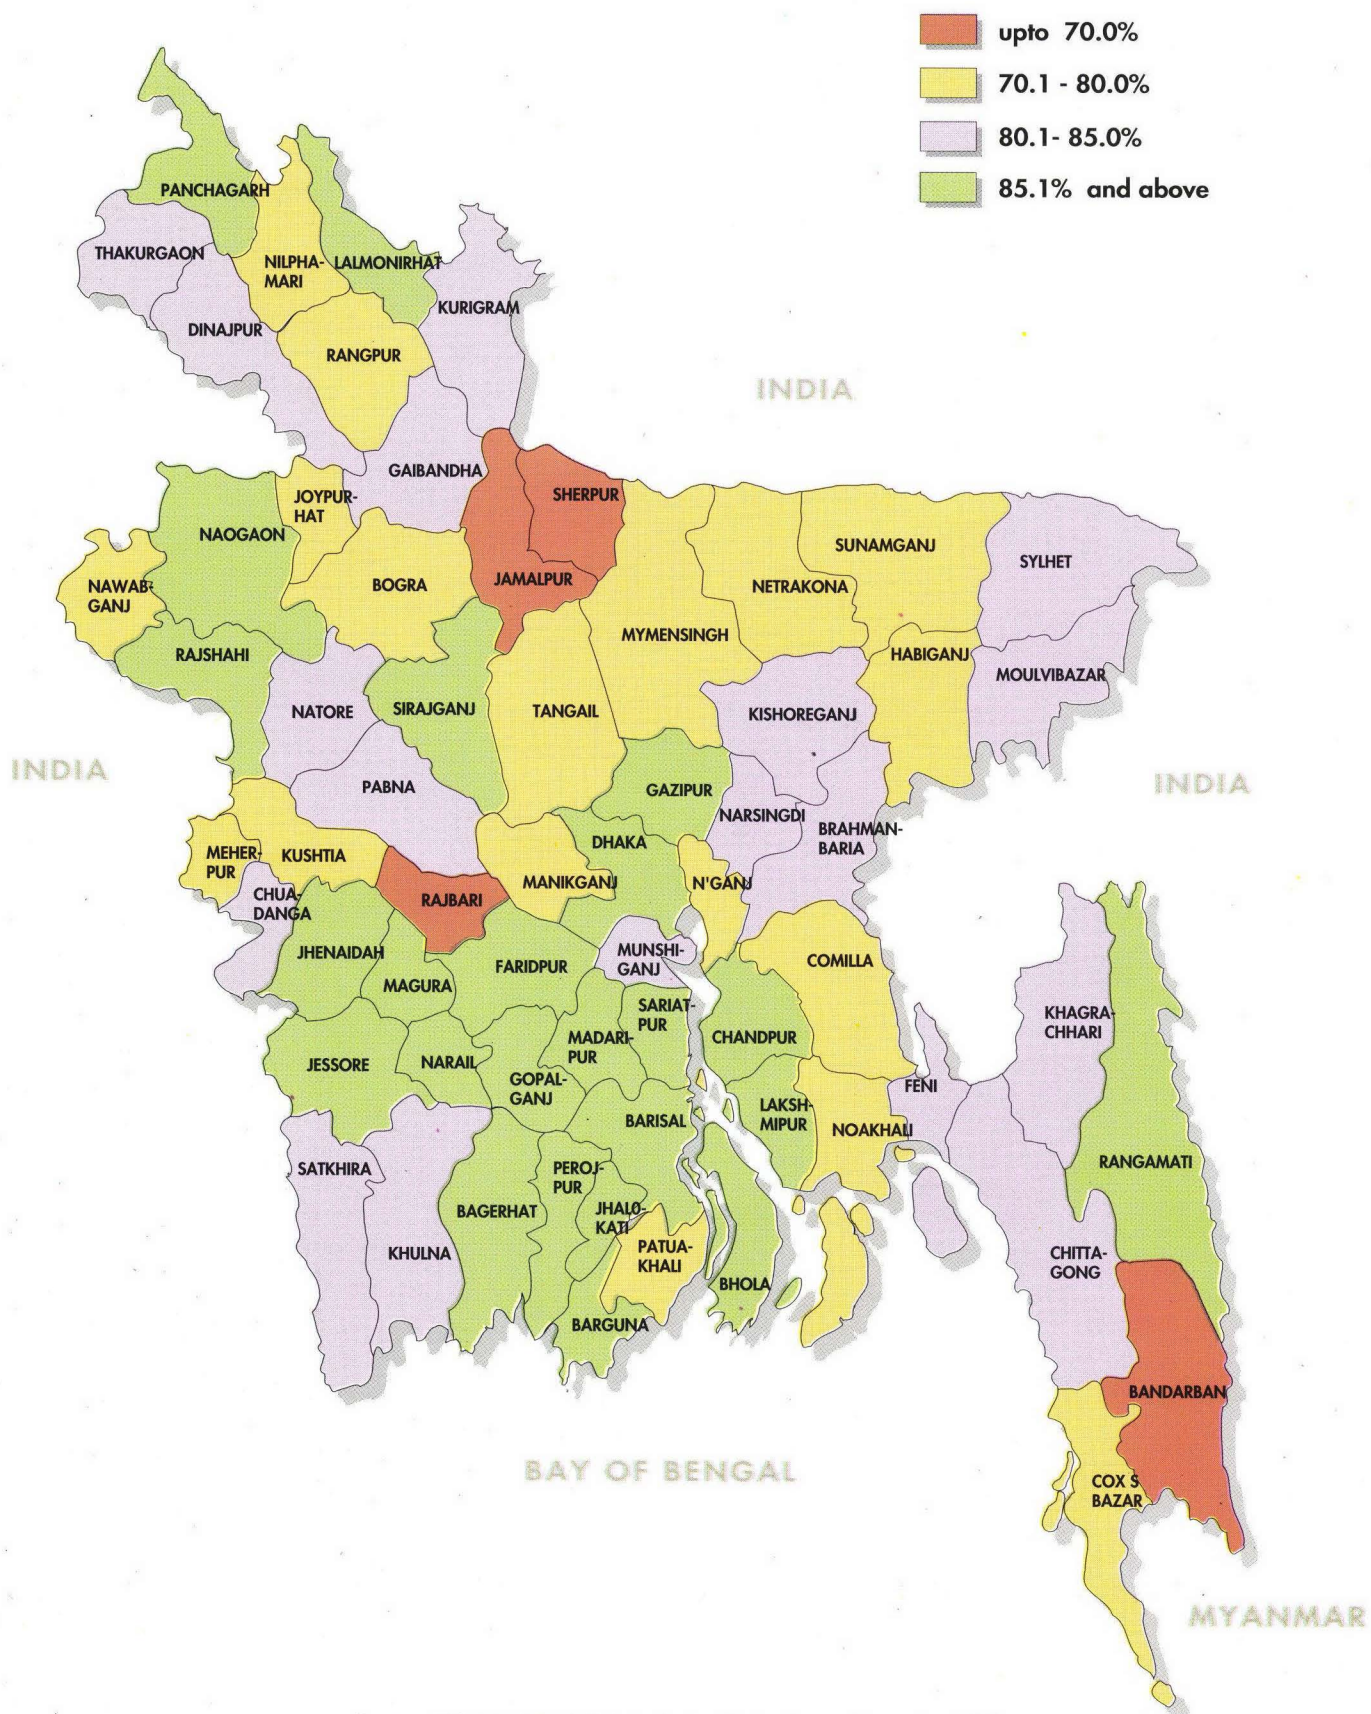 upto 70.0%
70.1 - 80.0%
80.1- 85.0%
85.1% and above
PANCHAGARH
THAKURGAON
NILPHA-
MARI
LALMONIRHAT
KURIGRAM
DINAJPUR
RANGPUR
INDIA
GAIBANDHA
JOYPUR-
HAT
SHERPUR
NAOGAON
SUNAMGANJ
SYLHET
JAMALPUR
BOGRA
NETRAKONA
NAWAB-
GANJ
MYMENSINGH
RAJSHAHI
HABIGANJ
MOULVIBAZAR
NATORE
SIRAJGANJ
TANGAIL
KISHOREGANJ
INDIA
INDIA
PABNA
GAZIPUR
NARSINGDI
BRAHMAN-
BARIA
DHAKA
MEHER-
PUR
KUSHTIA
MANIKGANJ
N'GANJ
CHUA-
DANGA
RAJBARI
JHENAIDAH
MUNSHI-
GANJ
COMILLA
FARIDPUR
MAGURA
SARIAT-
PUR
KHAGRA-
CHHARI
MADARI-
PUR
CHANDPUR
JESSORE
NARAIL
GOPAL-
GANJ
FENI
LAKSH-
MIPUR
BARISAL
NOAKHALI
SATKHIRA
PEROJ-
PUR
RANGAMATI
BAGERHAT
JHALO-
KATI
KHULNA
PATUA-
KHALI
CHITTA-
GONG
BHOLA
BARGUNA
BANDARBAN
BAY OF BENGAL
COX S
BAZAR
MYANMAR